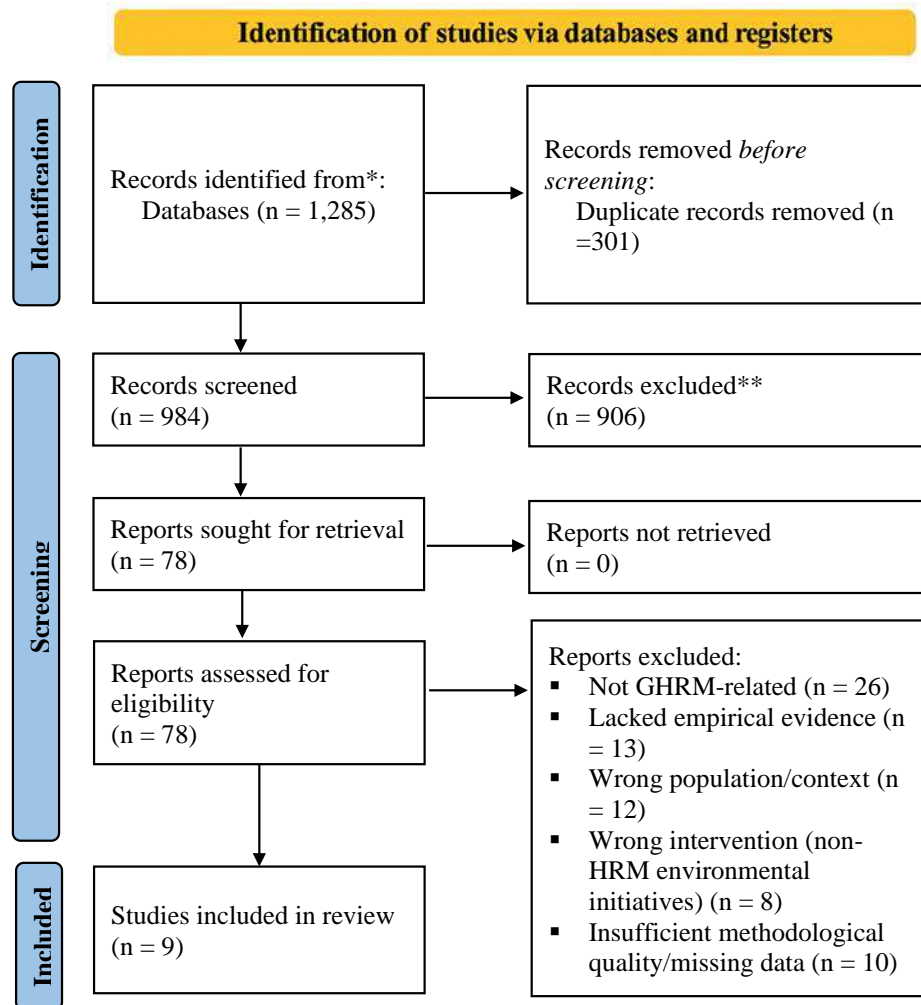 Identification of studies via databases and registers
Identification
Records identified from*:
Databases (n = 1,285)
Records removed before
screening:
Duplicate records removed (n
=301)
Screening
Records screened
(n = 984)
Records excluded**
(n = 906)
Reports sought for retrieval
(n = 78)
Reports not retrieved
(n = 0)
Reports assessed for
eligibility
(n = 78)
Reports excluded:
▪ Not GHRM-related (n = 26)
▪ Lacked empirical evidence (n
= 13)
▪ Wrong population/context (n
= 12)
▪ Wrong intervention (non-
HRM environmental
initiatives) (n = 8)
▪ Insufficient methodological
quality/missing data (n = 10)
Included
Studies included in review
(n = 9)